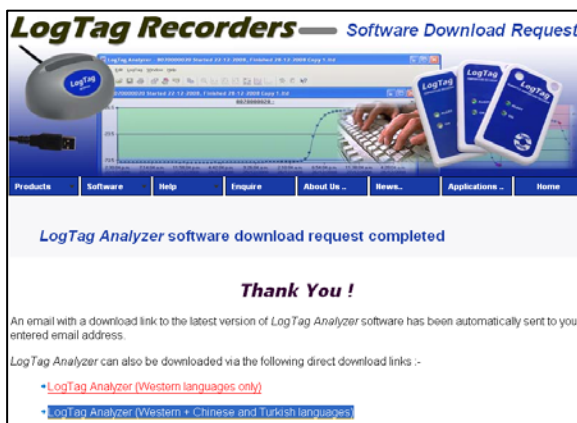 LogTag Recorders
Software Download Request
LogTag Analyzer
Products Software Help Enquire About Us .. News.. Applications .. Home
LogTag Analyzer software download request completed
Thank You !
An email with a download link to the latest version of LogTag Analyzer software has been automatically sent to you
entered email address.
LogTag Analyzer can also be downloaded via the following direct download links :-
LogTag Analyzer (Western languages only)
LogTag Analyzer (Western + Chinese and Turkish languages)